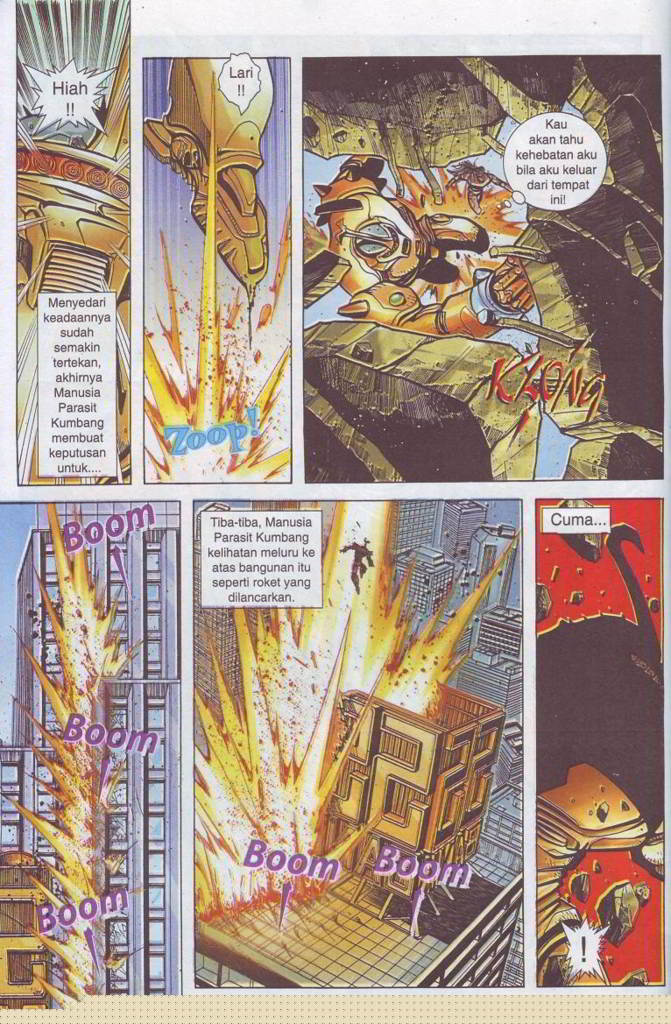 Hiah
!!
Menyedari
keadaannya
sudah
semakin
tertekan,
akhirnya
Manusia
Parasit
Kumbang
membuat
keputusan
untuk....
Lari
!!
Zoop!
Kau
akan tahu
kehebatan aku
bila aku keluar
dari tempat
ini!
KZONG
Boom
Boom
Boom
Tiba-tiba, Manusia
Parasit Kumbang
kelihatan meluru ke
atas bangunan itu
seperti roket yang
dilancarkan.
Boom
Boom
Cuma...
!